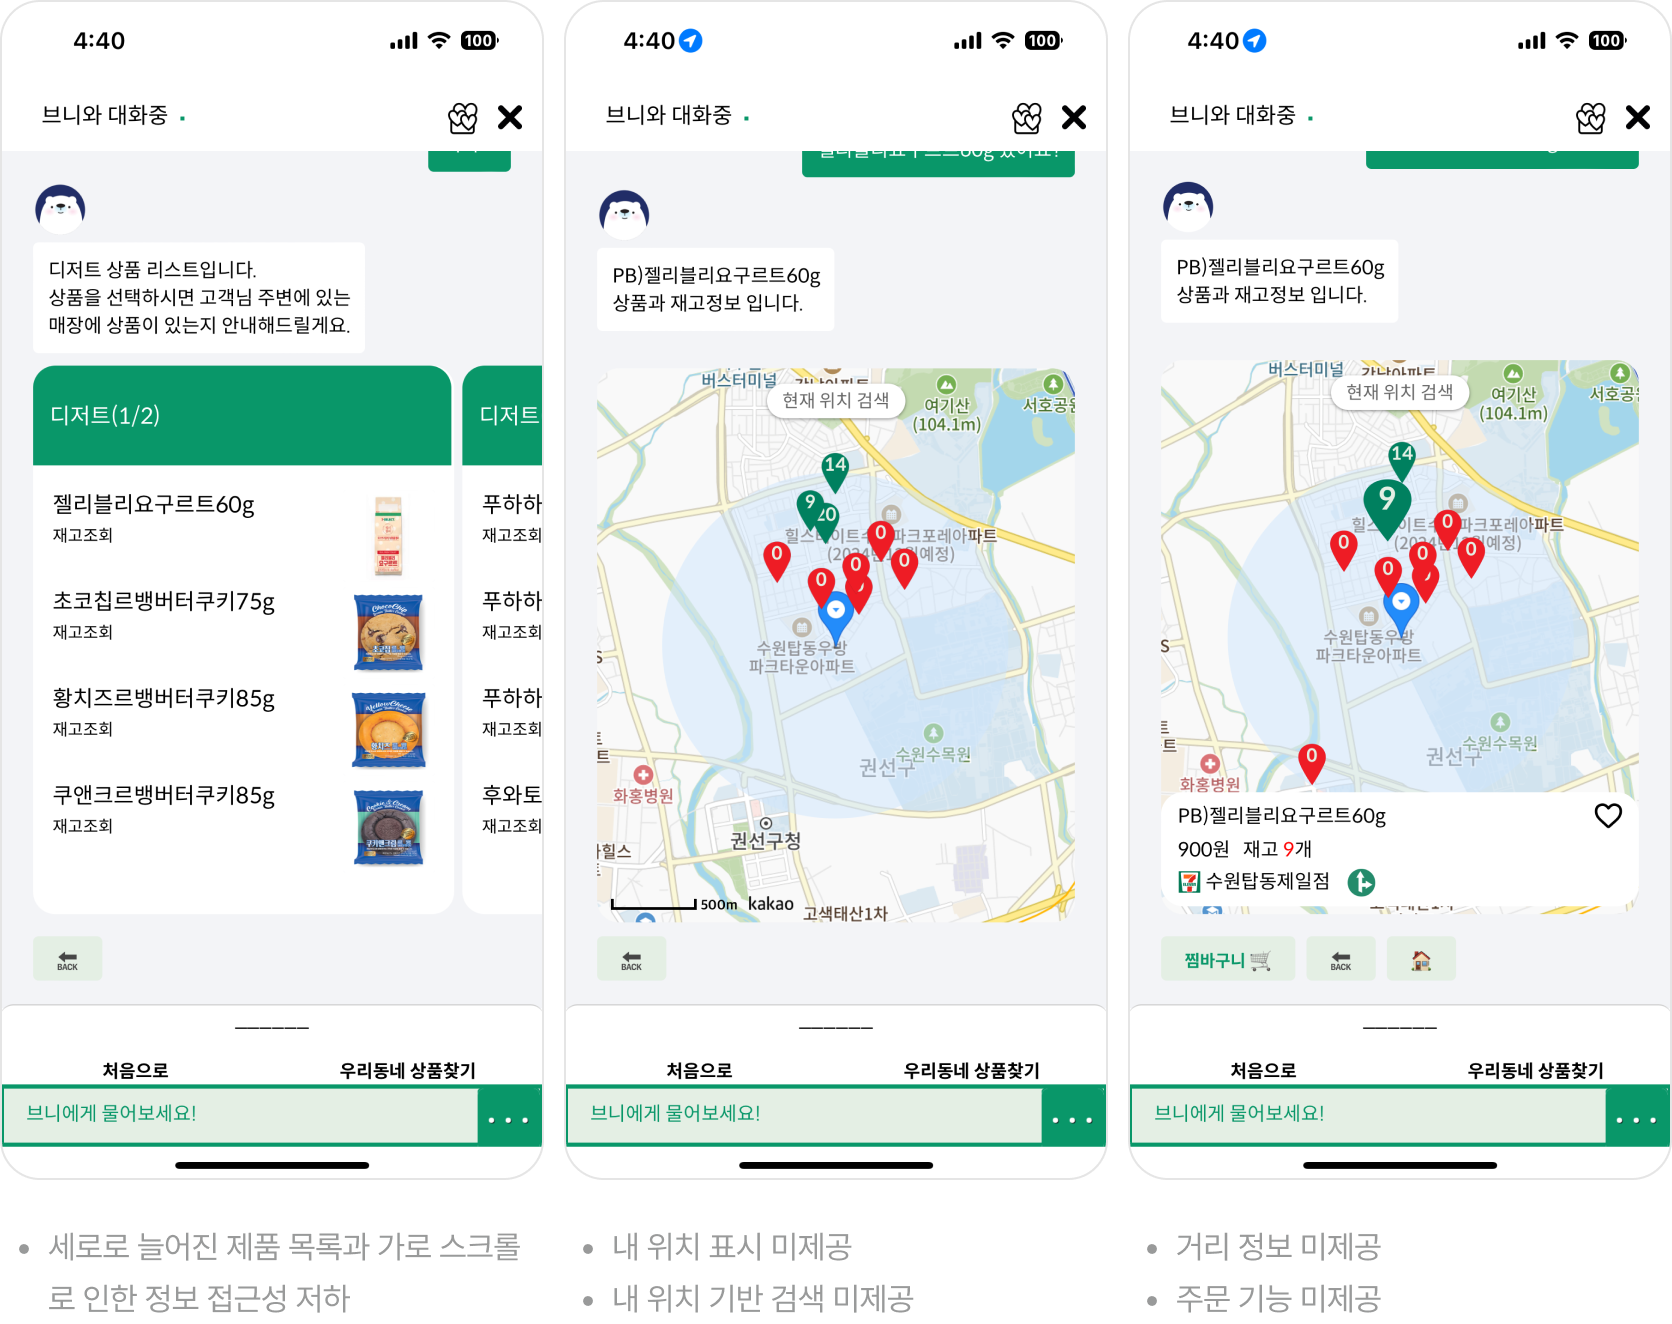 4:40
100
브니와 대화중
디저트 상품 리스트입니다.
상품을 선택하시면 고객님 주변에 있는
매장에 상품이 있는지 안내해드릴게요.
디저트(1/2)
디저트
젤리블리요구르트60g
재고조회
초코칩르뱅버터쿠키75g
재고조회
황치즈르뱅버터쿠키85g
재고조회
쿠앤크르뱅버터쿠키85g
재고조회
푸하하
재고조회
푸하하
재고조회
푸하하
재고조회
후와토
재고조회
BACK
처음으로
우리동네 상품찾기
브니에게 물어보세요!
세로로 늘어진 제품 목록과 가로 스크롤
로 인한 정보 접근성 저하
4:40
100
브니와 대화중
젤리블리요구르트60g 있어요?
PB)젤리블리요구르트60g
상품과 재고정보 입니다.
버스터미널
강남아파트
현재 위치 검색
여기산
(104.1m)
서호공원
14
9
20
0
0
0
0
0
힐스테이트수원파크포레아파트
(2024년12월예정)
수원탑동우방
파크타운아파트
수원수목원
권선구
화홍병원
권선구청
힐스
500m
kakao
고색태산1차
BACK
처음으로
우리동네 상품찾기
브니에게 물어보세요!
내 위치 표시 미제공
내 위치 기반 검색 미제공
4:40
100
브니와 대화중
PB)젤리블리요구르트60g
상품과 재고정보 입니다.
버스터미널
강남아파트
현재 위치 검색
여기산
(104.1m)
서호공
14
9
0
0
0
0
0
파크포레아파트
수원탑동우방
파크타운아파트
수원수목원
권선구
0
화홍병원
PB)젤리블리요구르트60g
900원 재고 9개
수원탑동제일점
찜바구니
BACK
처음으로
우리동네 상품찾기
브니에게 물어보세요!
거리 정보 미제공
주문 기능 미제공